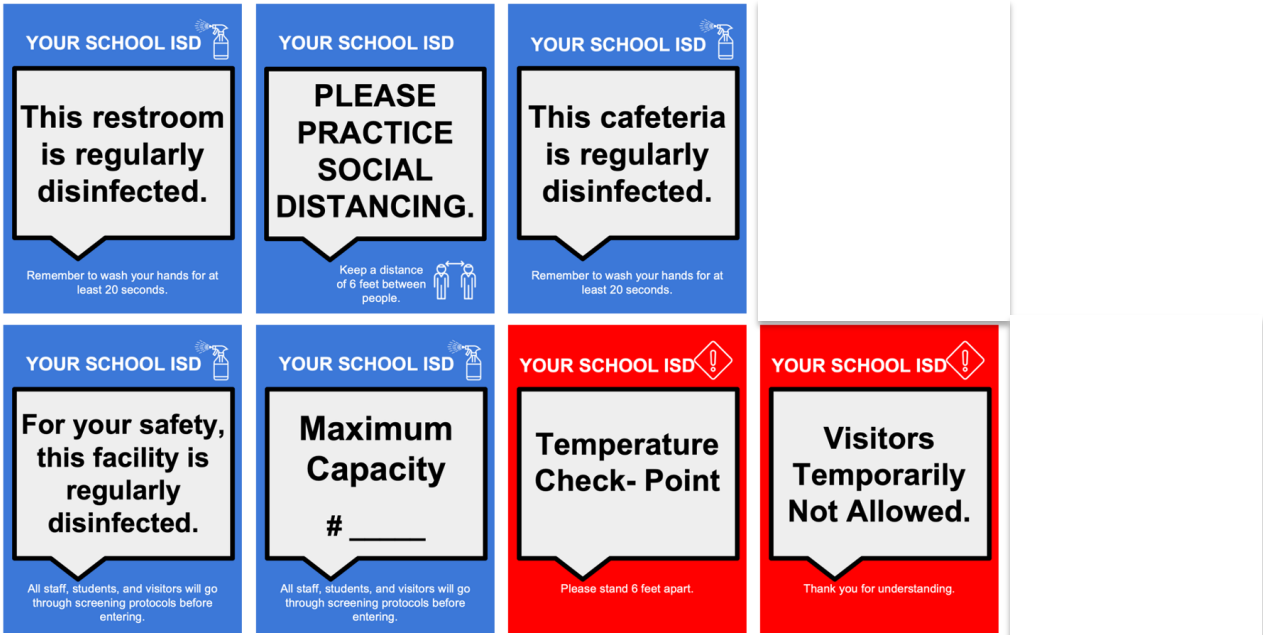 YOUR SCHOOL ISD
This restroom
is regularly
disinfected.
Remember to wash your hands for at
least 20 seconds.
YOUR SCHOOL ISD
PLEASE
PRACTICE
SOCIAL
DISTANCING.
Keep a distance
of 6 feet between
people.
YOUR SCHOOL ISD
This cafeteria
is regularly
disinfected.
Remember to wash your hands for at
least 20 seconds.
YOUR SCHOOL ISD
For your safety,
this facility is
regularly
disinfected.
All staff, students, and visitors will go
through screening protocols before
entering.
YOUR SCHOOL ISD
Maximum
Capacity
# _____
All staff, students, and visitors will go
through screening protocols before
entering.
YOUR SCHOOL ISD
Temperature
Check- Point
Please stand 6 feet apart.
YOUR SCHOOL ISD
Visitors
Temporarily
Not Allowed.
Thank you for understanding.